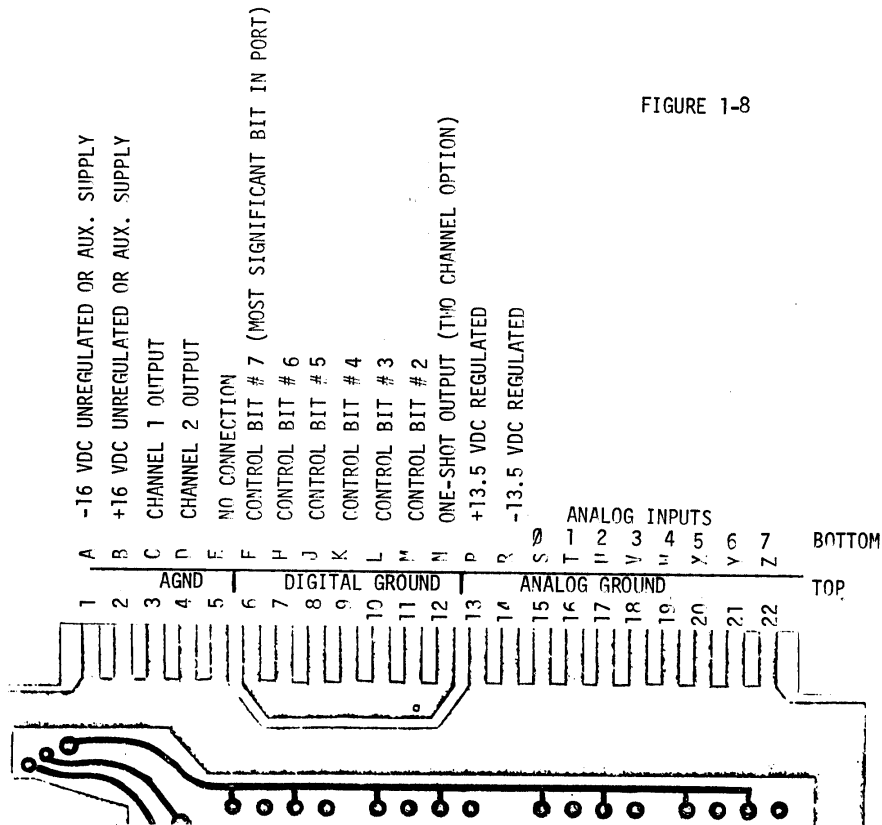 FIGURE 1-8
-16 VDC UNREGULATED OR AUX. SUPPLY
+16 VDC UNREGULATED OR AUX. SUPPLY
CHANNEL 1 OUTPUT
CHANNEL 2 OUTPUT
NO CONNECTION
CONTROL BIT # 7 (MOST SIGNIFICANT BIT IN PORT)
CONTROL BIT # 6
CONTROL BIT # 5
CONTROL BIT # 4
CONTROL BIT # 3
CONTROL BIT # 2
ONE-SHOT OUTPUT (TWO CHANNEL OPTION)
+13.5 VDC REGULATED
-13.5 VDC REGULATED
ANALOG INPUTS
Ø 1 2 3 4 5 6 7
A B C D E F H J K L M N P R S T U V W X Y Z BOTTOM
AGND DIGITAL GROUND ANALOG GROUND TOP
1 2 3 4 5 6 7 8 9 10 11 12 13 14 15 16 17 18 19 20 21 22